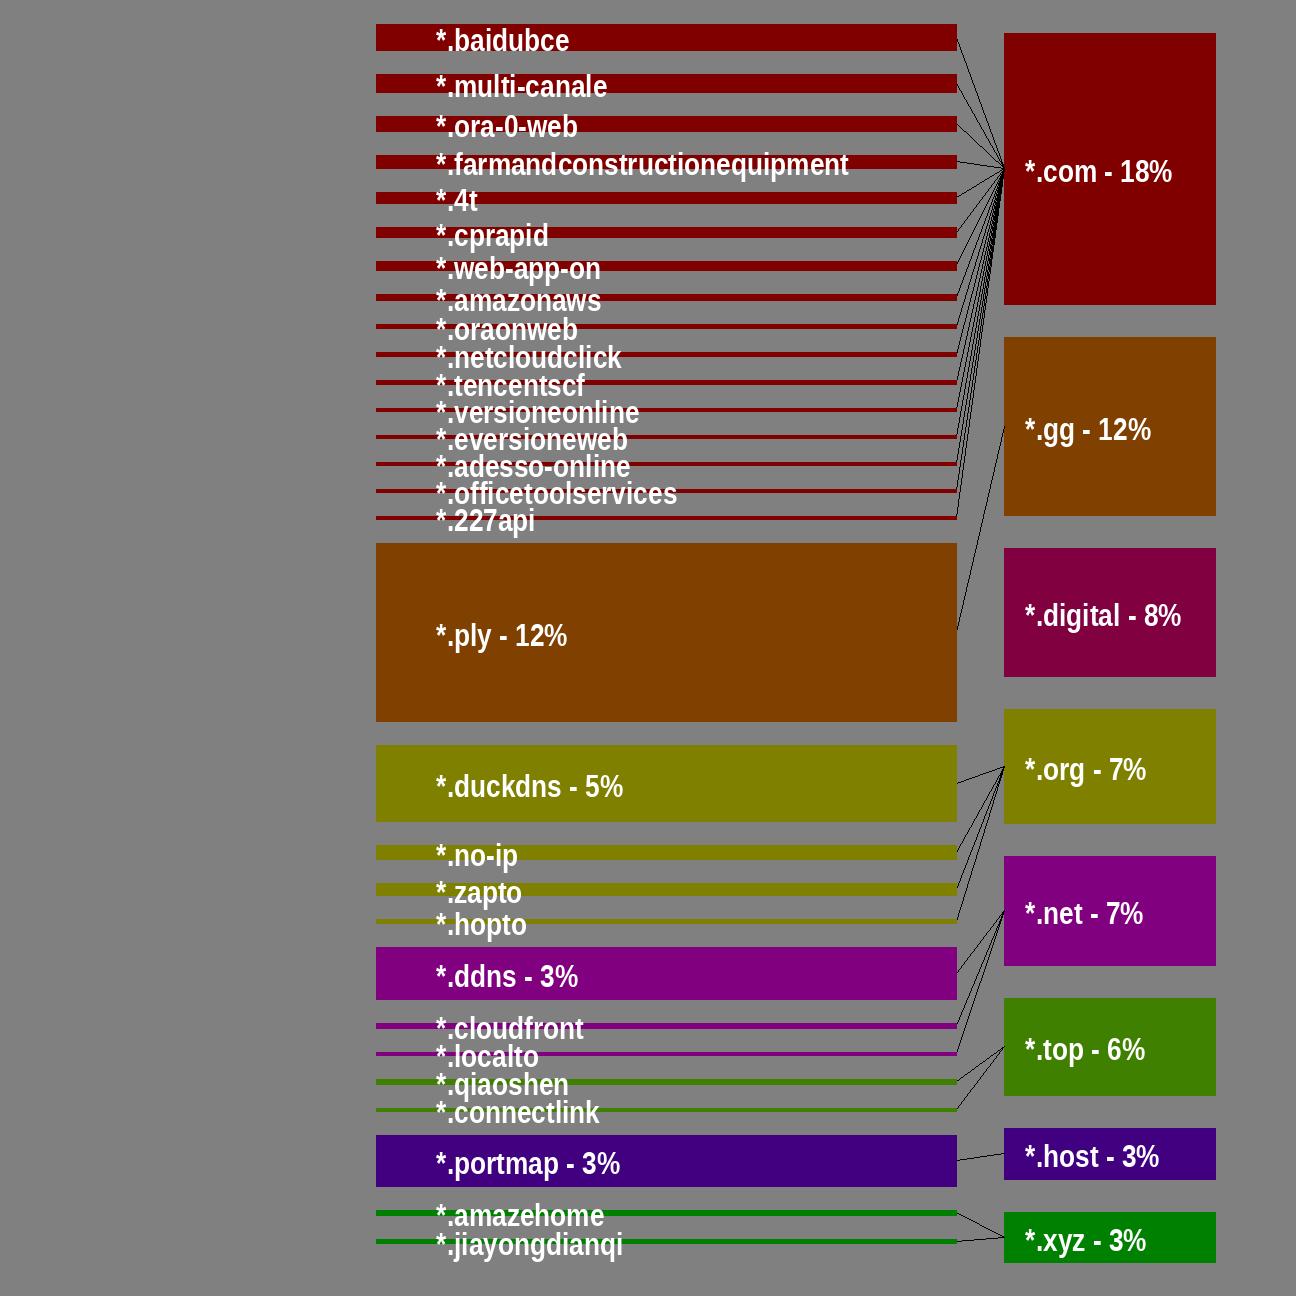 *.baidubce
*.multi-canale
*.ora-0-web
*.farmandconstructionequipment
*.4t
*.cprapid
*.web-app-on
*.amazonaws
*.oraonweb
*.netcloudclick
*.tencentscf
*.versioneonline
*.eversioneweb
*.adesso-online
*.officetoolservices
*.227api
*.ply - 12%
*.duckdns - 5%
*.no-ip
*.zapto
*.hopto
*.ddns - 3%
*.cloudfront
*.localto
*.qiaoshen
*.connectlink
*.portmap - 3%
*.amazehome
*.jiayongdianqi
*.com - 18%
*.gg - 12%
*.digital - 8%
*.org - 7%
*.net - 7%
*.top - 6%
*.host - 3%
*.xyz - 3%